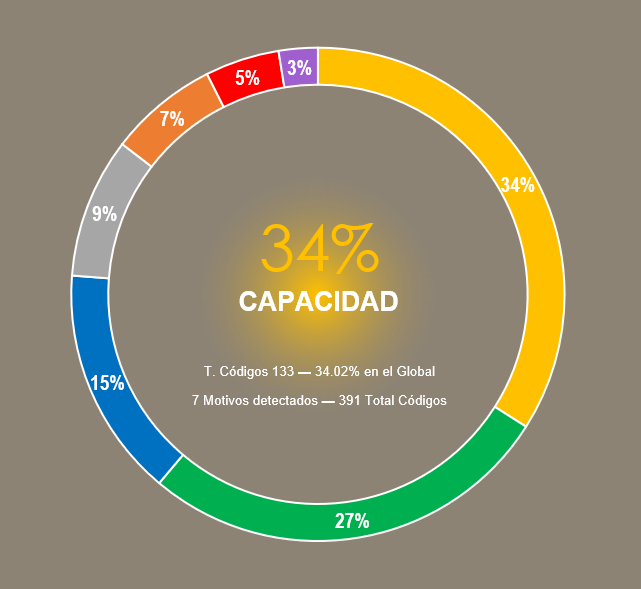 3%
5%
7%
34%
9%
34%
CAPACIDAD
T. Códigos 133 — 34.02% en el Global
15%
7 Motivos detectados — 391 Total Códigos
27%